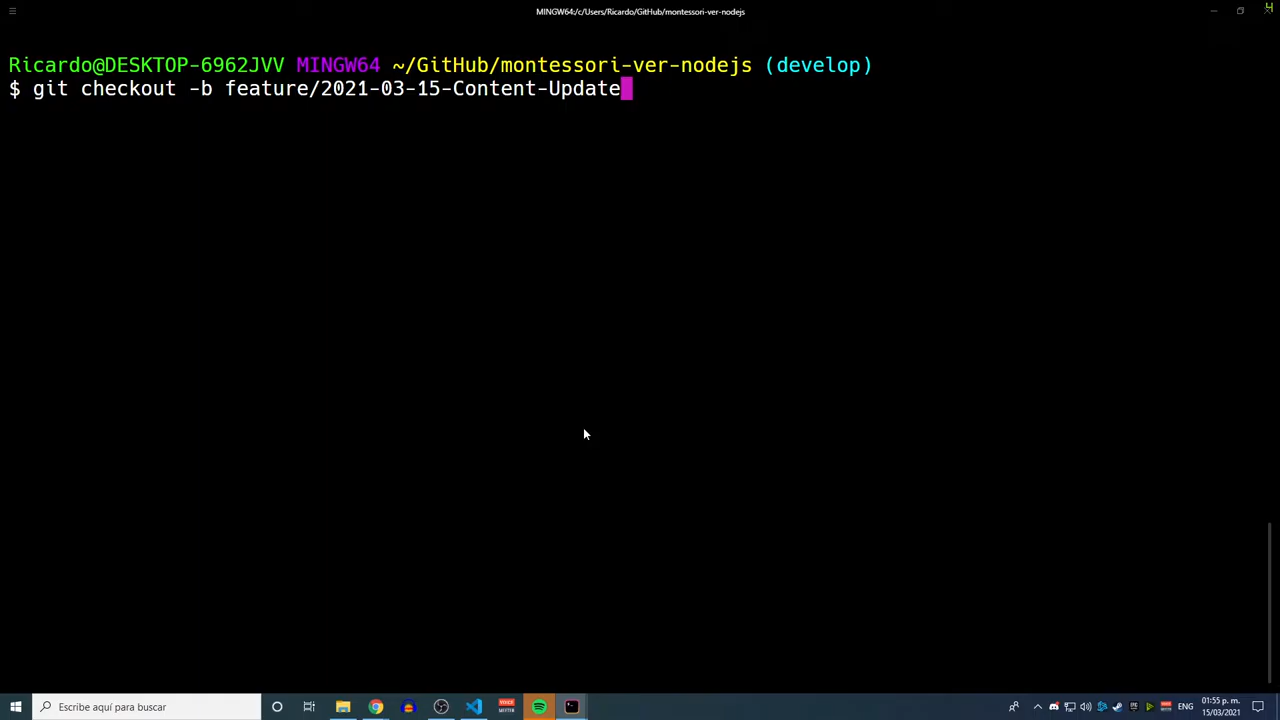 MINGW64:/c/Users/Ricardo/GitHub/montessori-ver-nodejs
4
Ricardo@DESKTOP-6962JVV MINGW64 ~/GitHub/montessori-ver-nodejs (develop)
$ git checkout -b feature/2021-03-15-Content-Update
Escribe aquí para buscar
ENG
01:55 p. m.
15/03/2021